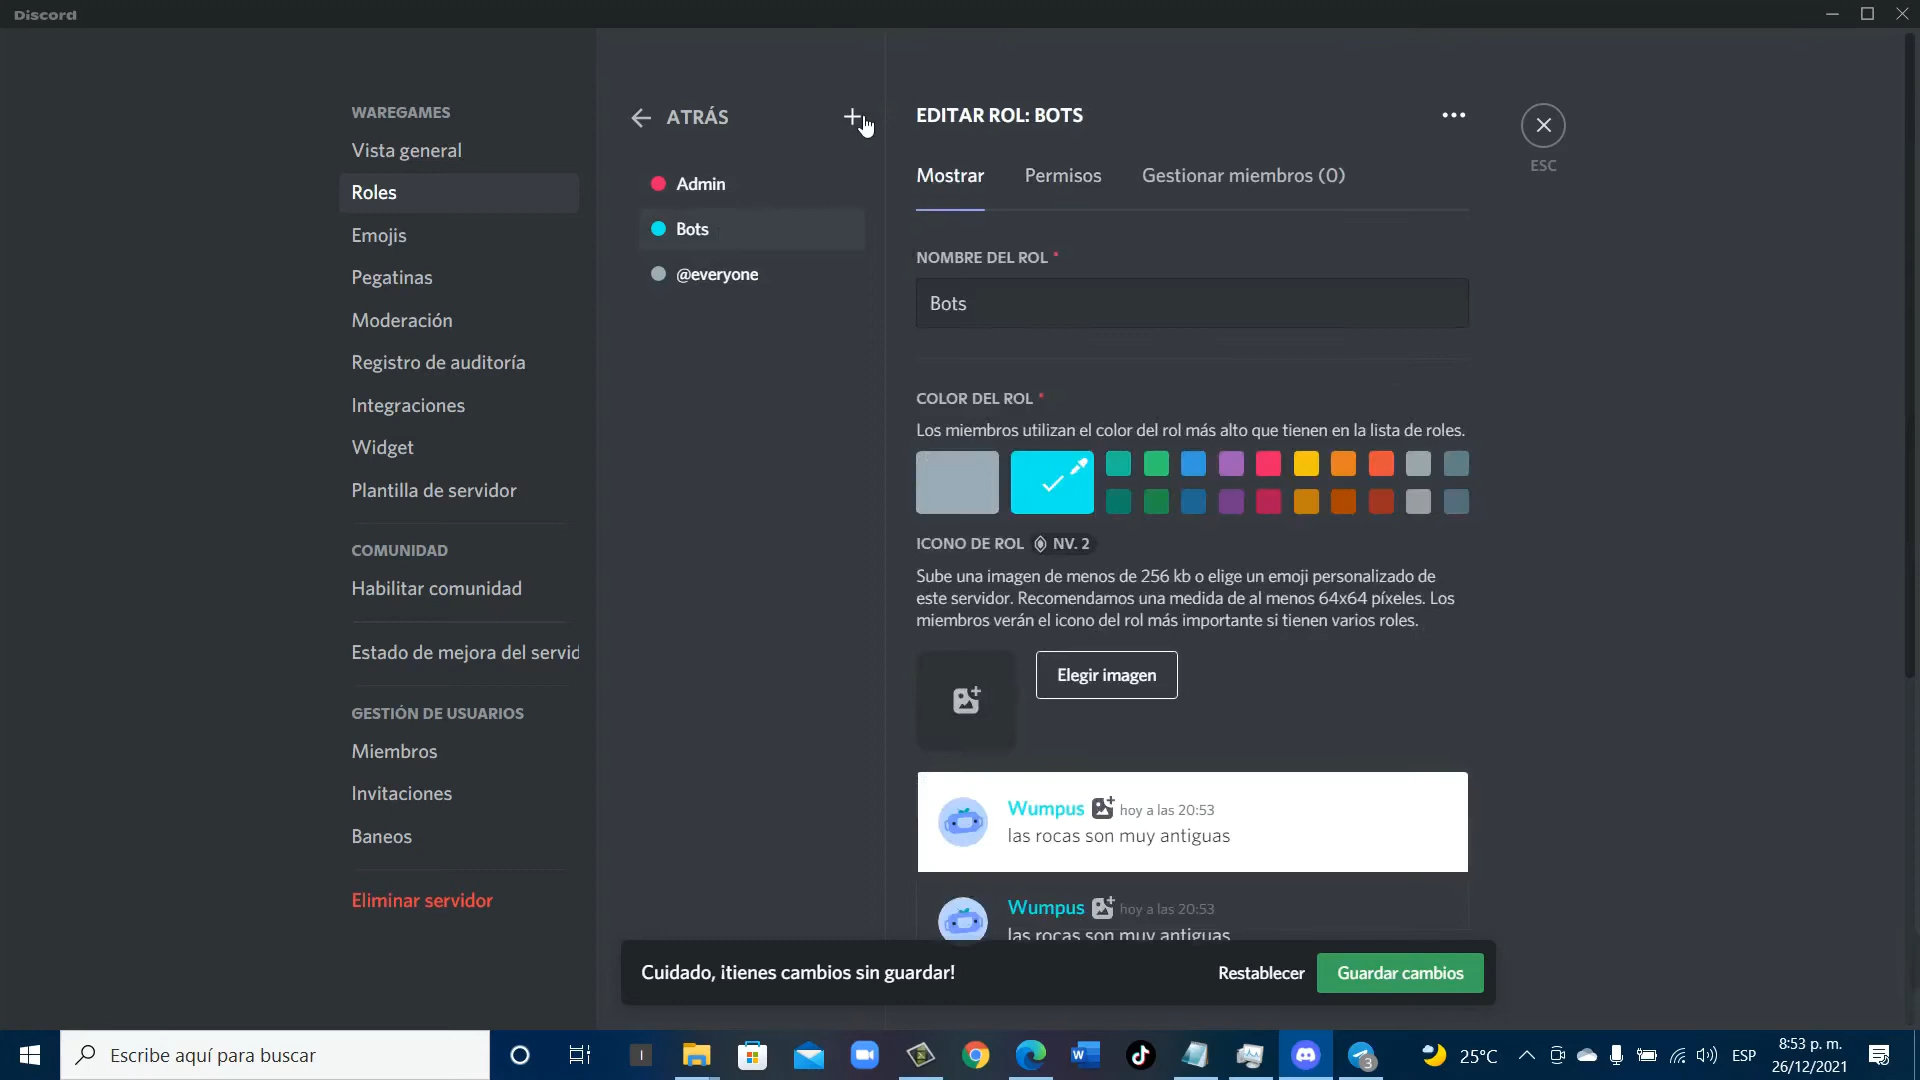 Discord
WAREGAMES
Vista general
Roles
Emojis
Pegatinas
Moderación
Registro de auditoría
Integraciones
Widget
Plantilla de servidor
COMUNIDAD
Habilitar comunidad
Estado de mejora del servid
GESTIÓN DE USUARIOS
Miembros
Invitaciones
Baneos
Eliminar servidor
ATRÁS
Admin
Bots
@everyone
EDITAR ROL: BOTS
ESC
Mostrar Permisos Gestionar miembros (0)
NOMBRE DEL ROL *
Bots
COLOR DEL ROL *
Los miembros utilizan el color del rol más alto que tienen en la lista de roles.
ICONO DE ROL NV. 2
Sube una imagen de menos de 256 kb o elige un emoji personalizado de
este servidor. Recomendamos una medida de al menos 64x64 píxeles. Los
miembros verán el icono del rol más importante si tienen varios roles.
Elegir imagen
Wumpus hoy a las 20:53
las rocas son muy antiguas
Wumpus hoy a las 20:53
las rocas son muy antiguas
Cuidado, ¡tienes cambios sin guardar! Restablecer Guardar cambios
Escribe aquí para buscar
3
25°C
ESP
8:53 p. m.
26/12/2021